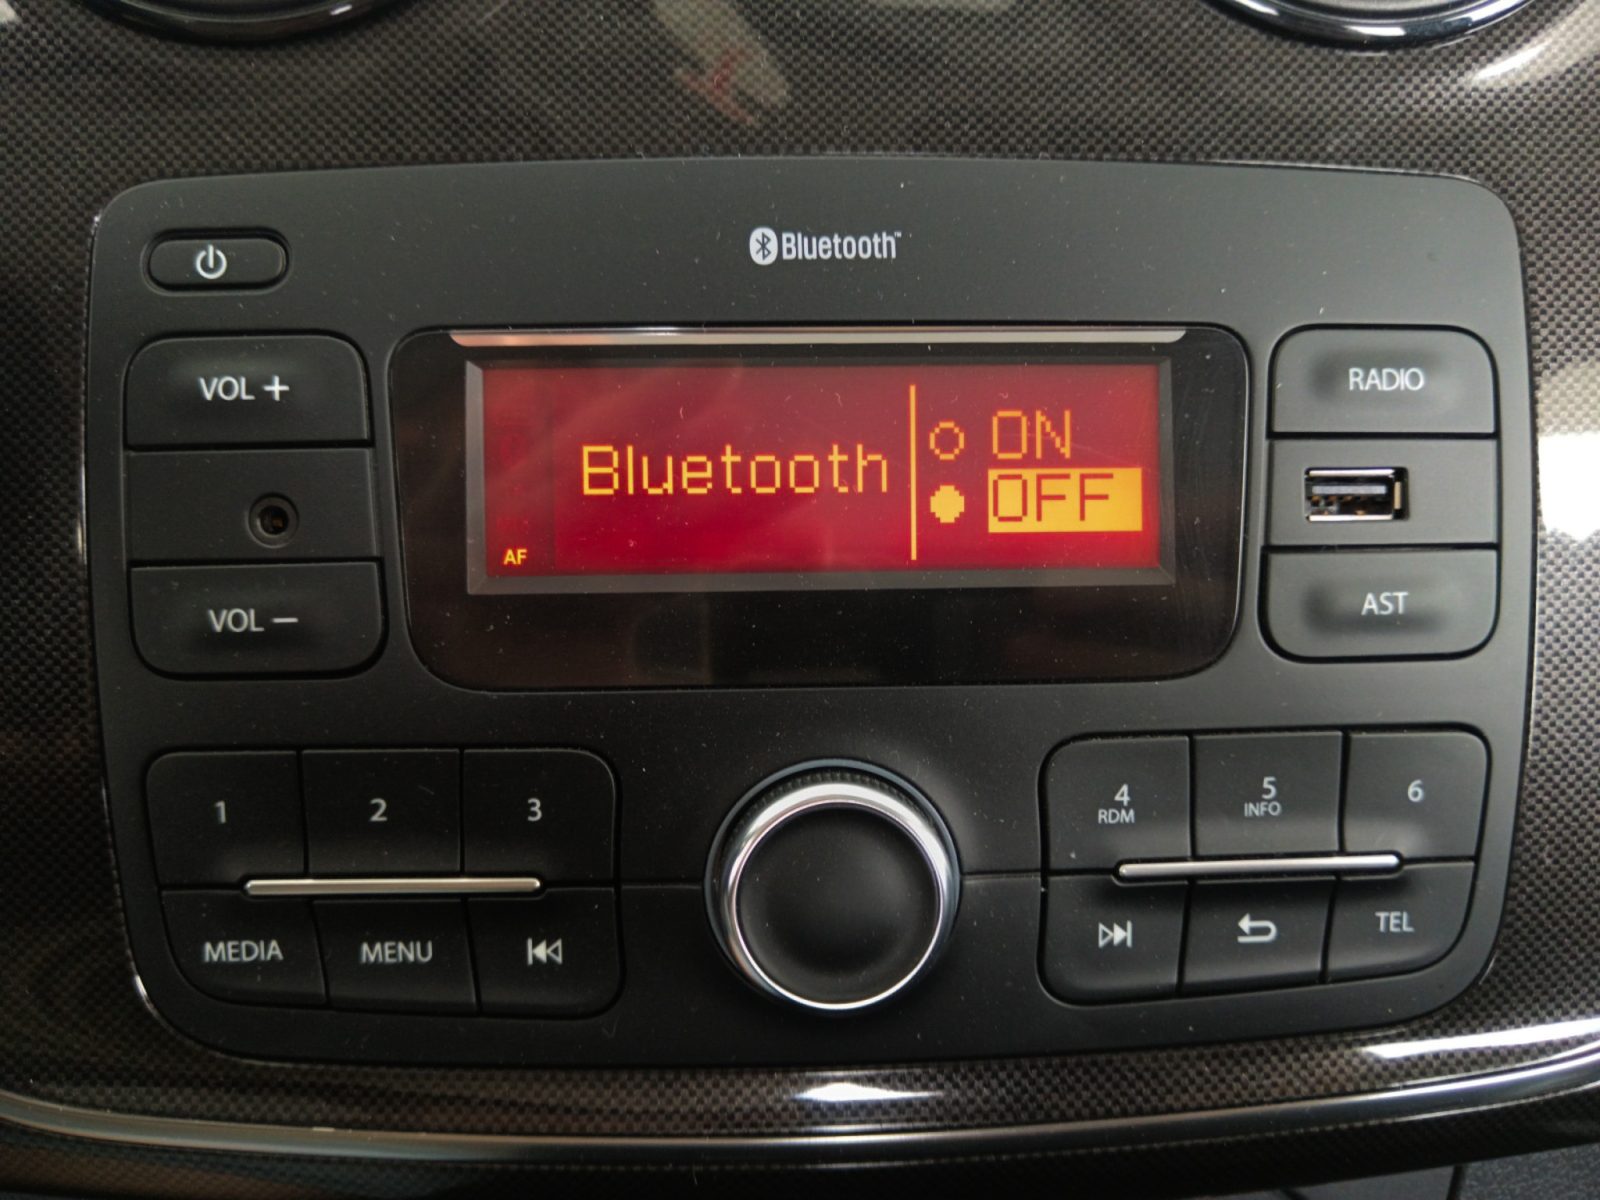 Bluetooth™
VOL +
RADIO
Bluetooth
ON
OFF
AF
VOL −
AST
1
2
3
4
RDM
5
INFO
6
MEDIA
MENU
TEL